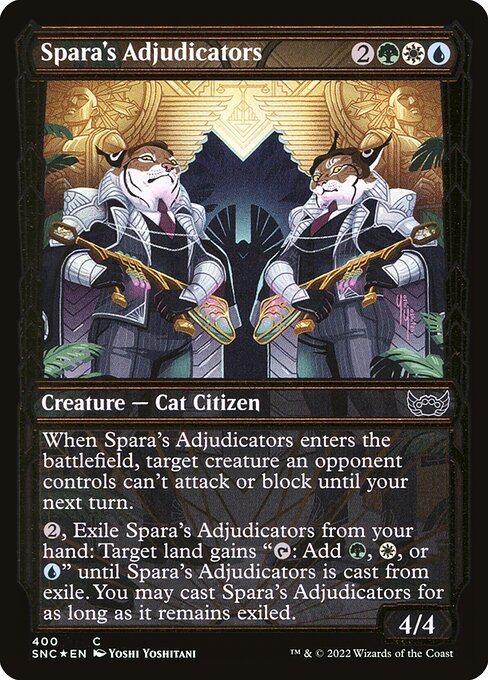 Spara's Adjudicators 2
Creature — Cat Citizen
When Spara's Adjudicators enters the
battlefield, target creature an opponent
controls can't attack or block until your
next turn.
2, Exile Spara's Adjudicators from your
hand: Target land gains “: Add , , or
” until Spara's Adjudicators is cast from
exile. You may cast Spara's Adjudicators for
as long as it remains exiled.
4/4
400 C
SNC★EN Yoshi Yoshitani
™ & © 2022 Wizards of the Coast